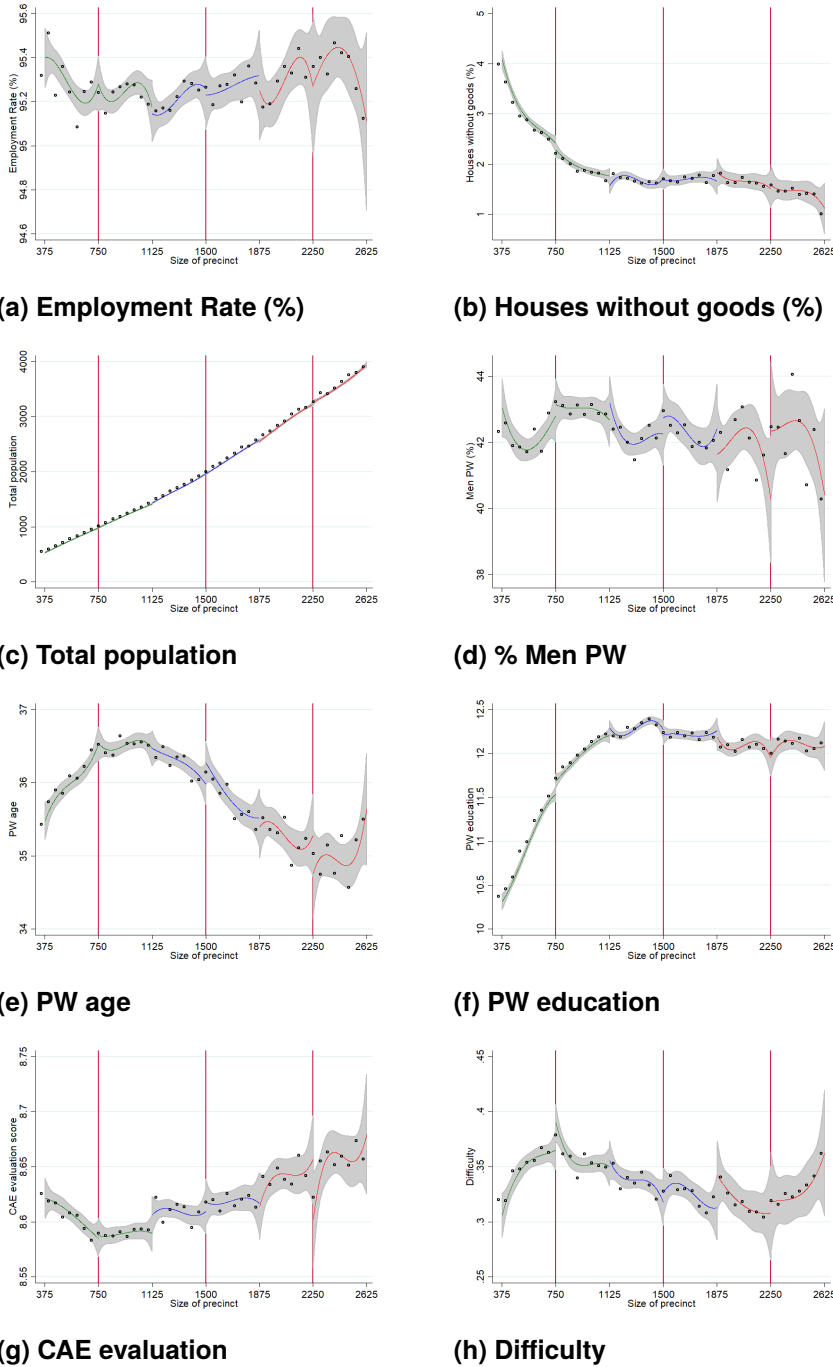 95.6
95.4
95.2
95
94.8
94.6
Employment Rate (%)
375 750 1125 1500 1875 2250 2625
Size of precinct
5
4
3
2
1
Houses without goods (%)
375 750 1125 1500 1875 2250 2625
Size of precinct
(a) Employment Rate (%)
(b) Houses without goods (%)
4000
3000
2000
1000
0
Total population
375 750 1125 1500 1875 2250 2625
Size of precinct
44
42
40
38
Men PW (%)
375 750 1125 1500 1875 2250 2625
Size of precinct
(c) Total population
(d) % Men PW
37
36
35
34
PW age
375 750 1125 1500 1875 2250 2625
Size of precinct
12.5
12
11.5
11
10.5
10
PW education
375 750 1125 1500 1875 2250 2625
Size of precinct
(e) PW age
(f) PW education
8.75
8.7
8.65
8.6
8.55
CAE evaluation score
375 750 1125 1500 1875 2250 2625
Size of precinct
.45
.4
.35
.3
.25
Difficulty
375 750 1125 1500 1875 2250 2625
Size of precinct
(g) CAE evaluation
(h) Difficulty